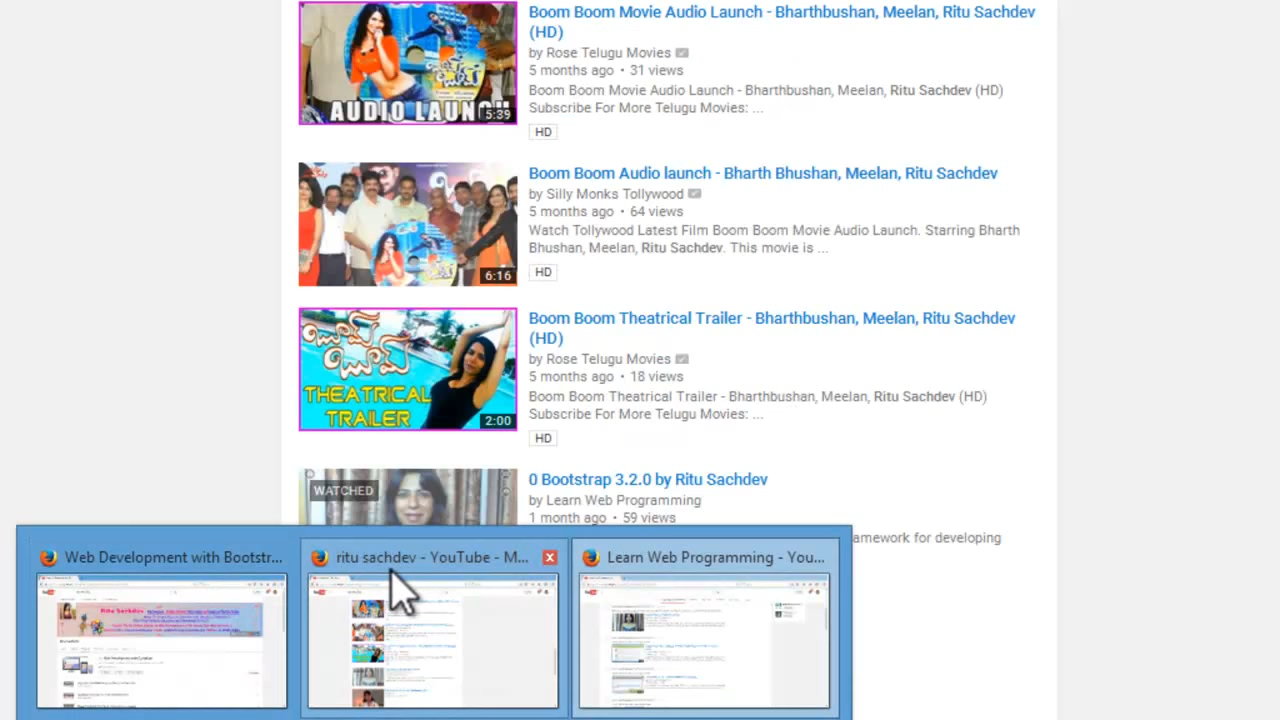 Boom Boom Movie Audio Launch - Bharthbushan, Meelan, Ritu Sachdev
(HD)
by Rose Telugu Movies
5 months ago • 31 views
Boom Boom Movie Audio Launch - Bharthbushan, Meelan, Ritu Sachdev (HD)
Subscribe For More Telugu Movies: ...
HD
AUDIO LAUNCH
5:39
Boom Boom Audio launch - Bharth Bhushan, Meelan, Ritu Sachdev
by Silly Monks Tollywood
5 months ago • 64 views
Watch Tollywood Latest Film Boom Boom Movie Audio Launch. Starring Bharth
Bhushan, Meelan, Ritu Sachdev. This movie is ...
HD
6:16
Boom Boom Theatrical Trailer - Bharthbushan, Meelan, Ritu Sachdev
(HD)
by Rose Telugu Movies
5 months ago • 18 views
Boom Boom Theatrical Trailer - Bharthbushan, Meelan, Ritu Sachdev (HD)
Subscribe For More Telugu Movies: ...
HD
బూమ్
బూమ్
THEATRICAL
TRAILER
2:00
0 Bootstrap 3.2.0 by Ritu Sachdev
by Learn Web Programming
1 month ago • 59 views
amework for developing
WATCHED
Web Development with Bootstr...
ritu sachdev - YouTube - M...
Learn Web Programming - You...
Ritu Sachdev